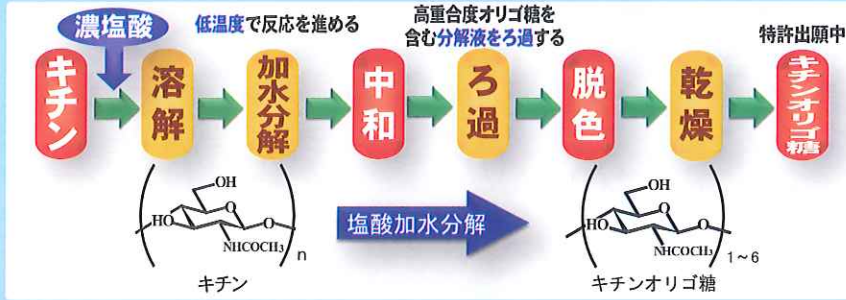 濃塩酸
低温度で反応を進める
高重合度オリゴ糖を
含む分解液をろ過する
特許出願中
キチン
溶解
加水分解
中和
ろ過
脱色
乾燥
キチンオリゴ糖
OH
O
HO
O
NHCOCH₃
n
キチン
塩酸加水分解
OH
O
HO
O
NHCOCH₃
1~6
キチンオリゴ糖